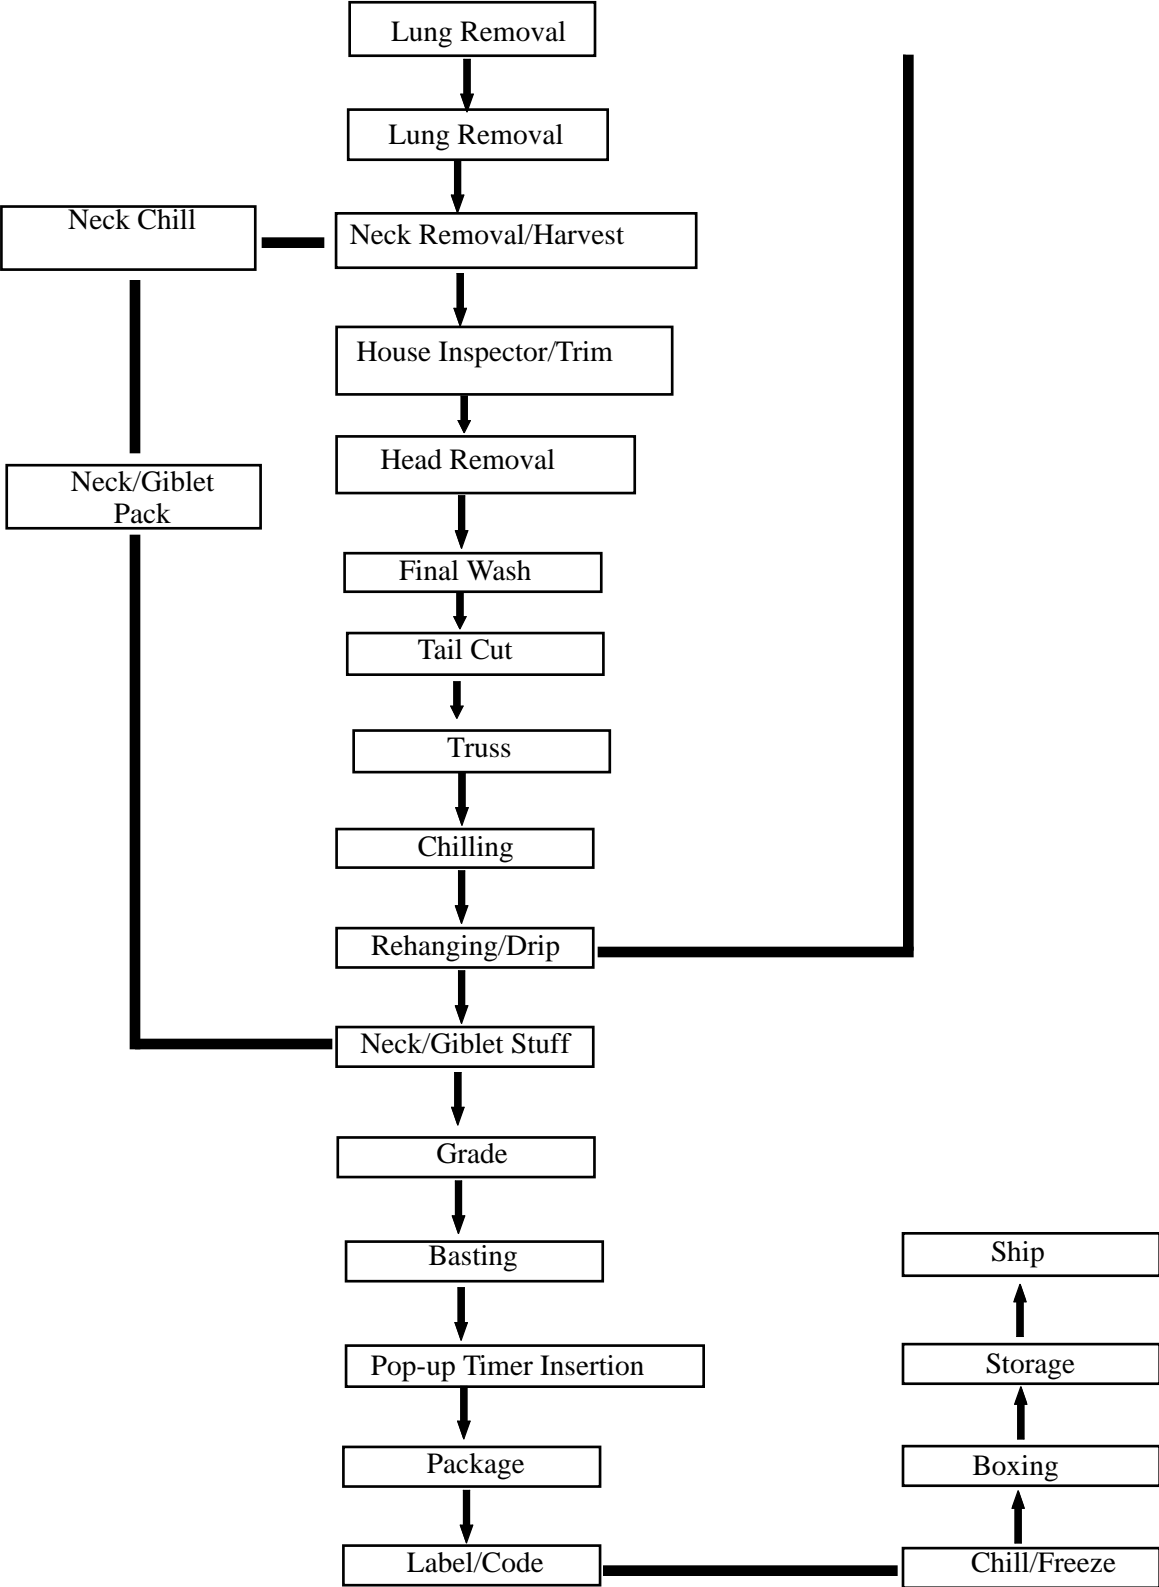 Lung Removal
Lung Removal
Neck Chill
Neck Removal/Harvest
House Inspector/Trim
Head Removal
Neck/Giblet
Pack
Final Wash
Tail Cut
Truss
Chilling
Rehanging/Drip
Neck/Giblet Stuff
Grade
Basting
Pop-up Timer Insertion
Package
Label/Code
Ship
Storage
Boxing
Chill/Freeze